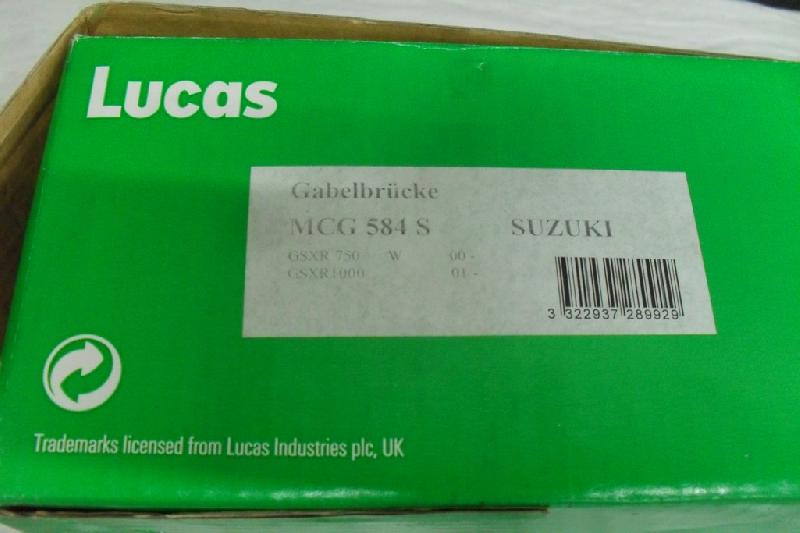 Lucas
Gabelbrücke
MCG 584 S SUZUKI
GSXR 750 W 00 -
GSXR1000 01 -
3 322937 289929
Trademarks licensed from Lucas Industries plc, UK